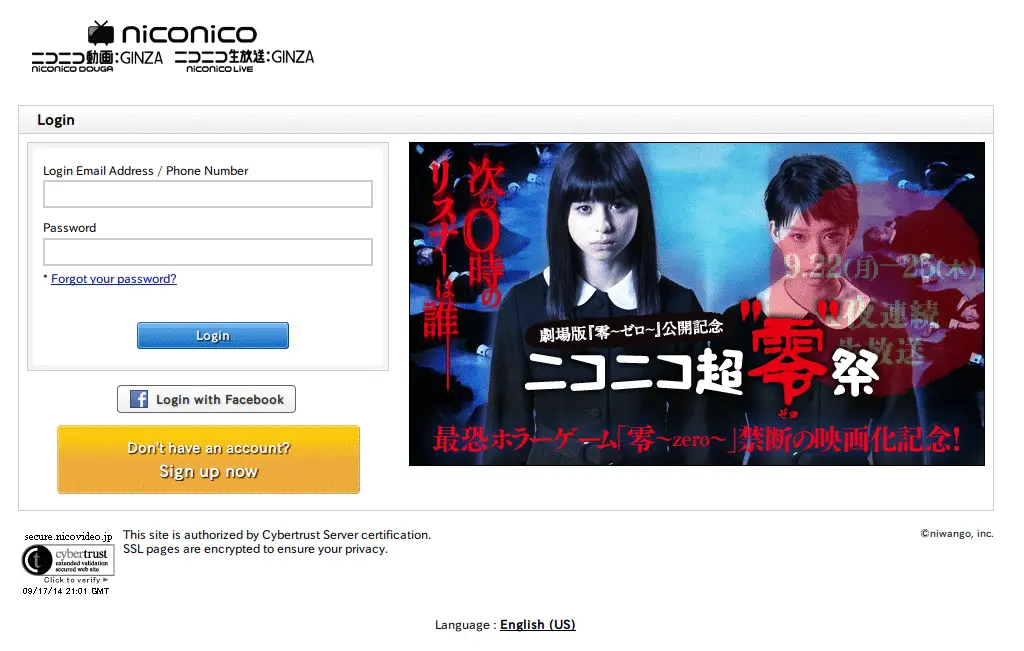 niconico
ニコニコ動画:GINZA ニコニコ生放送:GINZA
NICONICO DOUGA NICONICO LIVE
Login
Login Email Address / Phone Number
Password
* Forgot your password?
Login
Login with Facebook
Don't have an account?
Sign up now
次の0時の
リスナーは誰
9.22(月)―25(木)
夜連続
生放送
劇場版『零~ゼロ~』公開記念
ニコニコ超"零"祭
ゼロ
最恐ホラーゲーム「零~zero~」禁断の映画化記念!
secure.nicovideo.jp
cybertrust
extended validation
secured web site
Click to verify
09/17/14 21:01 GMT
This site is authorized by Cybertrust Server certification.
SSL pages are encrypted to ensure your privacy.
©niwango, inc.
Language : English (US)